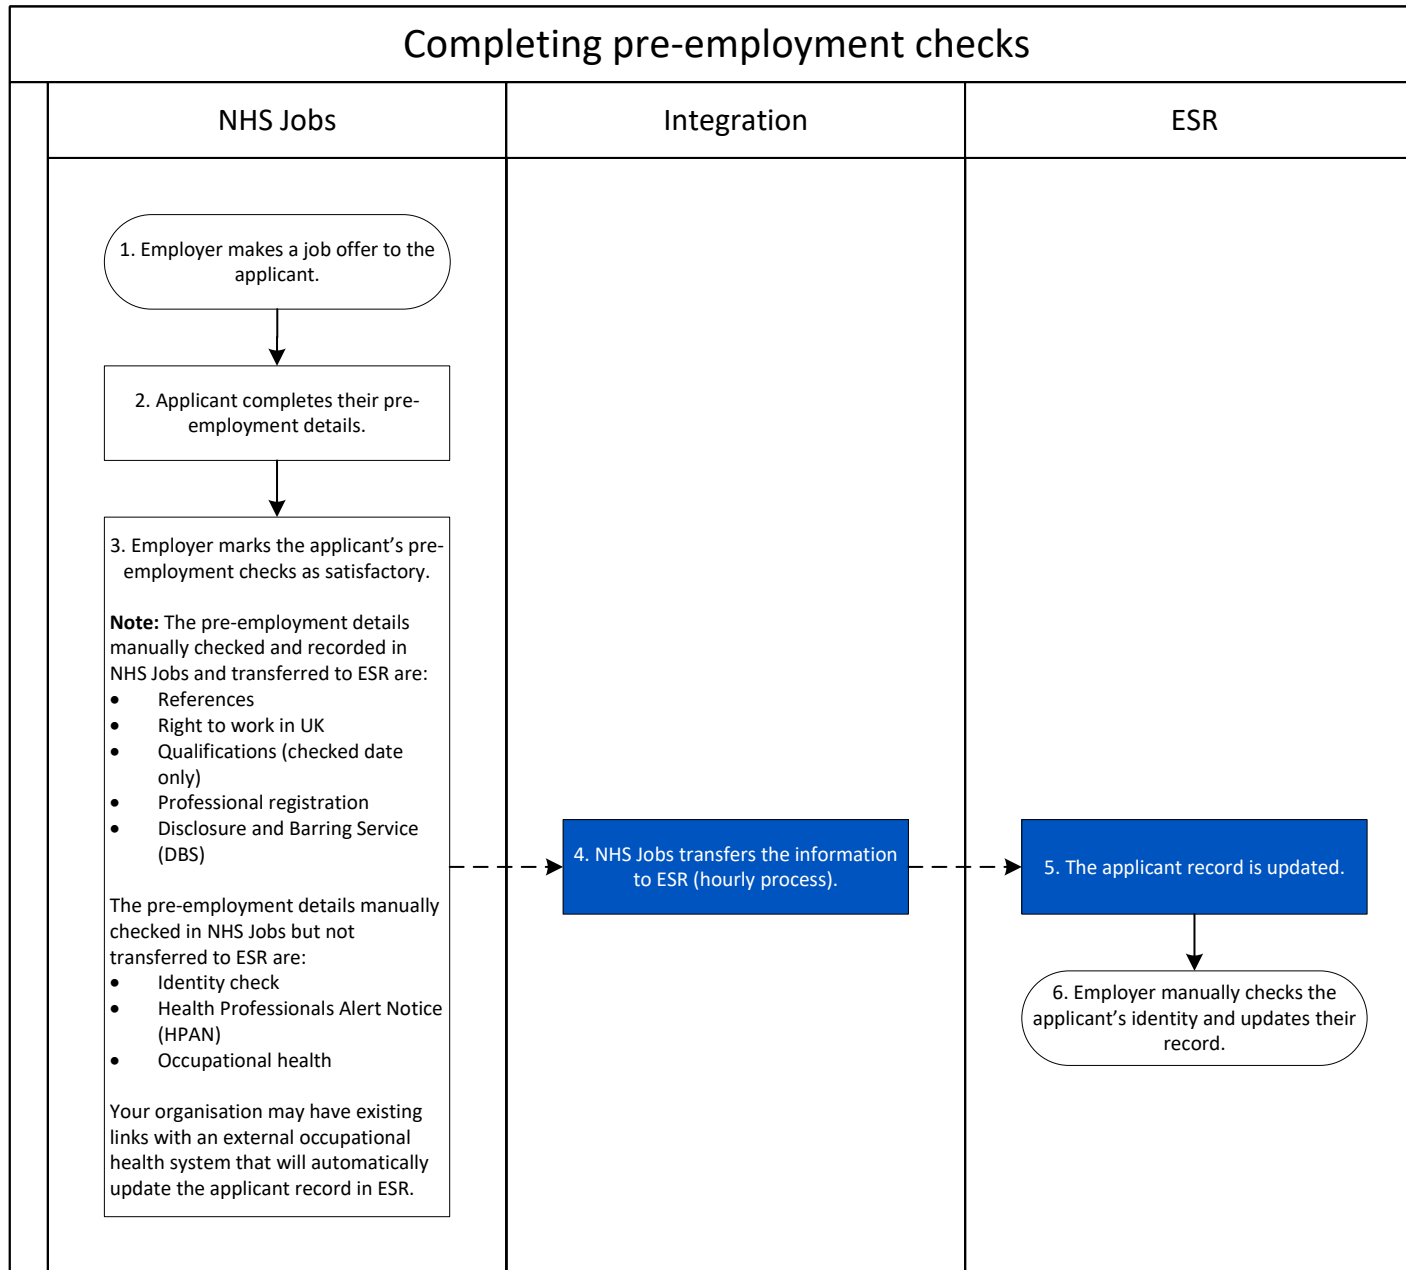 Completing pre-employment checks
NHS Jobs
Integration
ESR
1. Employer makes a job offer to the
applicant.
2. Applicant completes their pre-
employment details.
3. Employer marks the applicant’s pre-
employment checks as satisfactory.
Note: The pre-employment details
manually checked and recorded in
NHS Jobs and transferred to ESR are:
• References
• Right to work in UK
• Qualifications (checked date
only)
• Professional registration
• Disclosure and Barring Service
(DBS)
The pre-employment details manually
checked in NHS Jobs but not
transferred to ESR are:
• Identity check
• Health Professionals Alert Notice
(HPAN)
• Occupational health
Your organisation may have existing
links with an external occupational
health system that will automatically
update the applicant record in ESR.
4. NHS Jobs transfers the information
to ESR (hourly process).
5. The applicant record is updated.
6. Employer manually checks the
applicant’s identity and updates their
record.